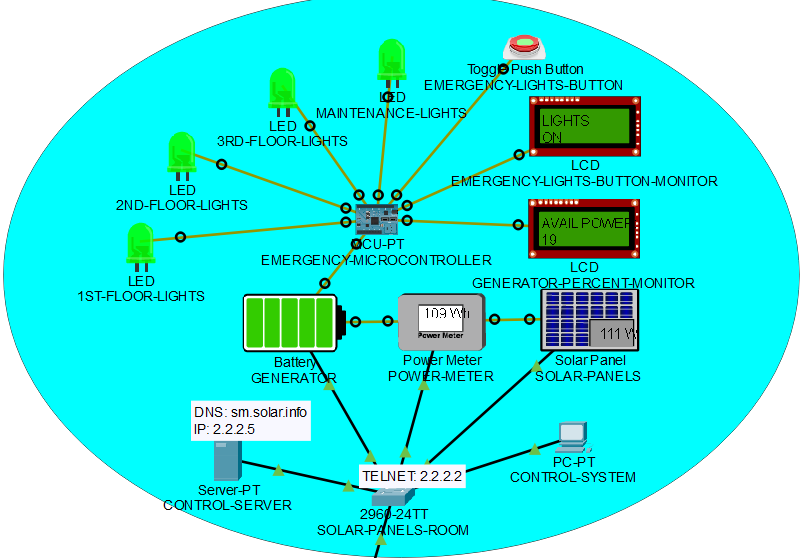 Toggle Push Button
EMERGENCY-LIGHTS-BUTTON
LED
MAINTENANCE-LIGHTS
LED
3RD-FLOOR-LIGHTS
LIGHTS
ON
LCD
EMERGENCY-LIGHTS-BUTTON-MONITOR
LED
2ND-FLOOR-LIGHTS
AVAIL POWER
19
MCU-PT
EMERGENCY-MICROCONTROLLER
LCD
GENERATOR-PERCENT-MONITOR
LED
1ST-FLOOR-LIGHTS
109 Wh
Power Meter
111 W
Battery
GENERATOR
Power Meter
POWER-METER
Solar Panel
SOLAR-PANELS
DNS: sm.solar.info
IP: 2.2.2.5
Server-PT
CONTROL-SERVER
TELNET: 2.2.2.2
PC-PT
CONTROL-SYSTEM
2960-24TT
SOLAR-PANELS-ROOM